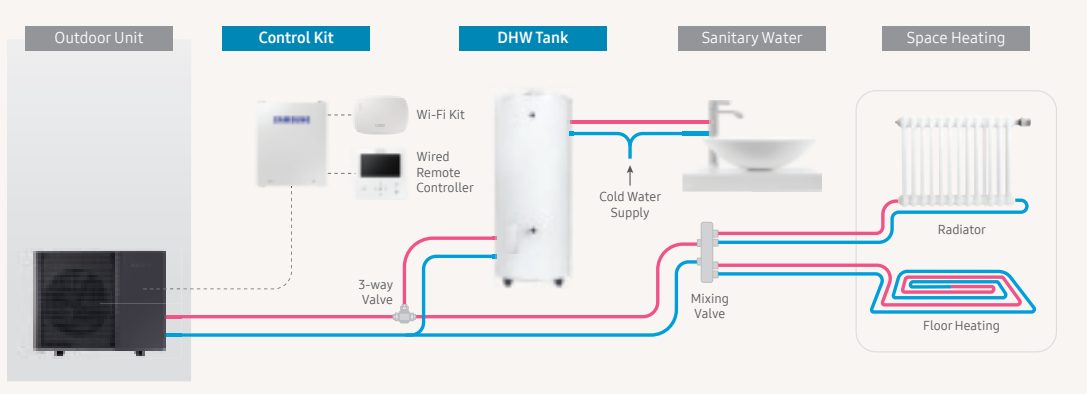 Outdoor Unit
Control Kit
DHW Tank
Sanitary Water
Space Heating
SAMSUNG
Wi-Fi Kit
Wired
Remote
Controller
Cold Water
Supply
Radiator
3-way
Valve
Mixing
Valve
Floor Heating